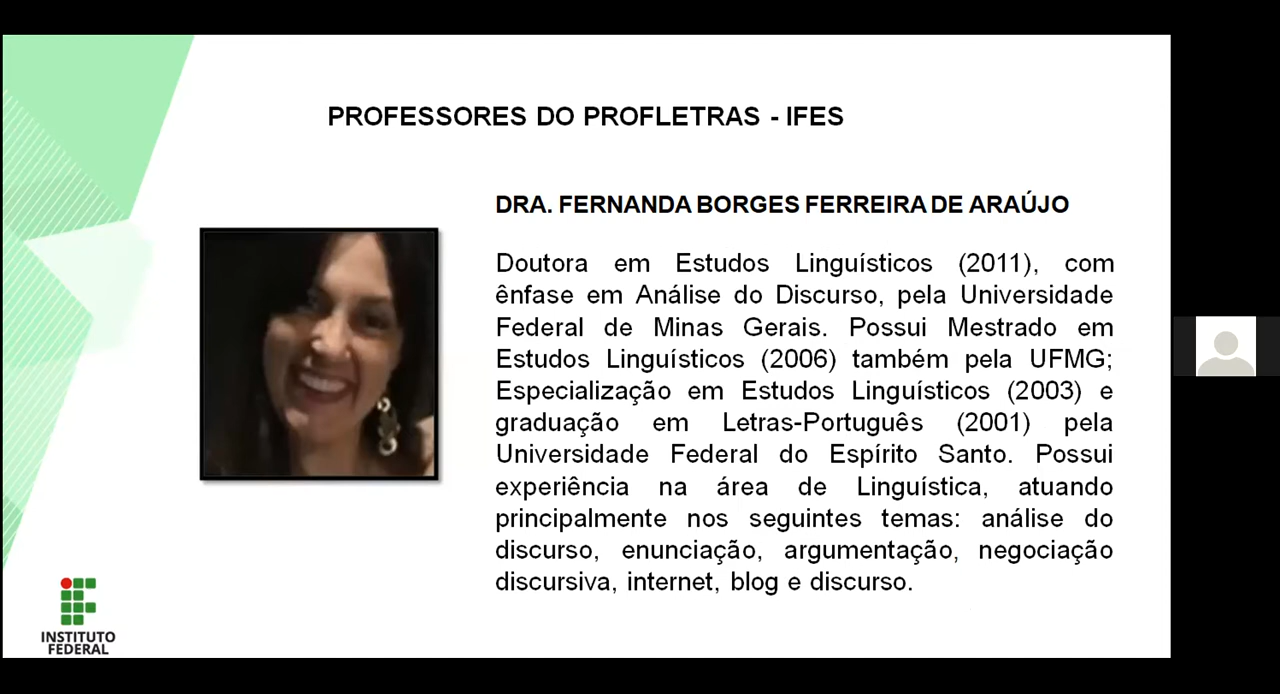 PROFESSORES DO PROFLETRAS - IFES
DRA. FERNANDA BORGES FERREIRA DE ARAÚJO
Doutora em Estudos Linguísticos (2011), com
ênfase em Análise do Discurso, pela Universidade
Federal de Minas Gerais. Possui Mestrado em
Estudos Linguísticos (2006) também pela UFMG;
Especialização em Estudos Linguísticos (2003) e
graduação em Letras-Português (2001) pela
Universidade Federal do Espírito Santo. Possui
experiência na área de Linguística, atuando
principalmente nos seguintes temas: análise do
discurso, enunciação, argumentação, negociação
discursiva, internet, blog e discurso.
INSTITUTO
FEDERAL